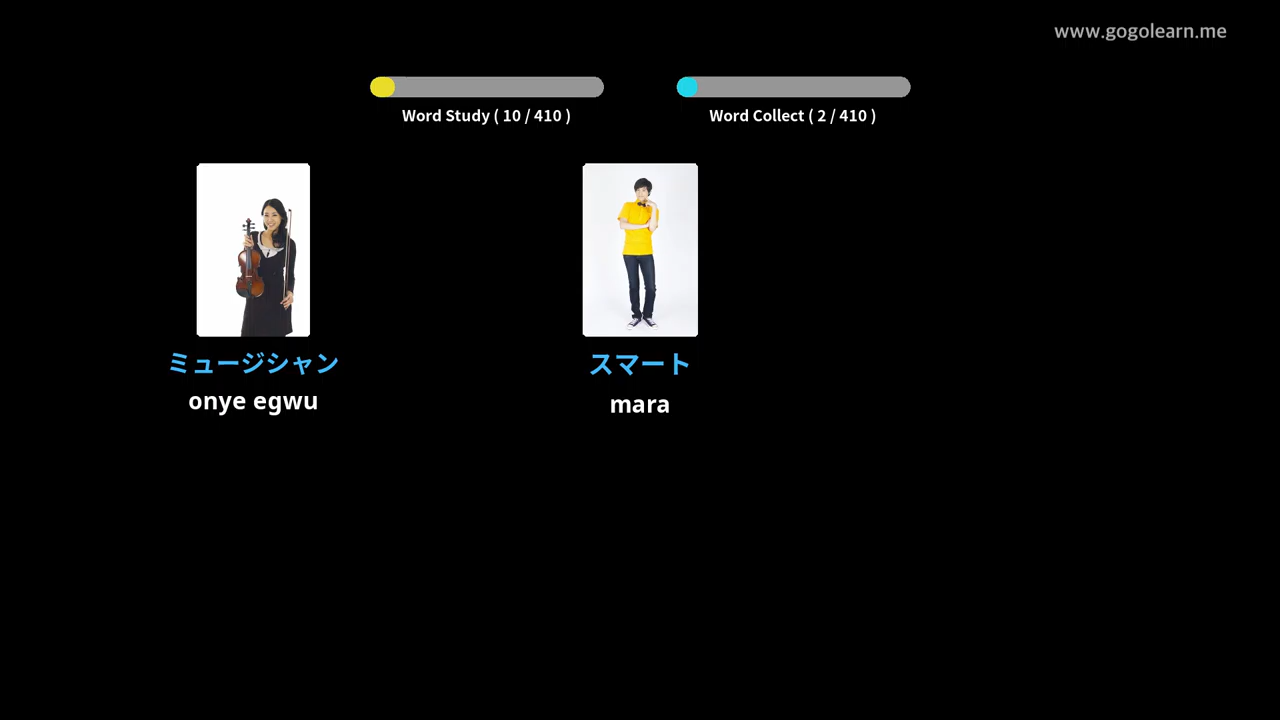 www.gogolearn.me
Word Study ( 10 / 410 )
Word Collect ( 2 / 410 )
ミュージシャン
onye egwu
スマート
mara